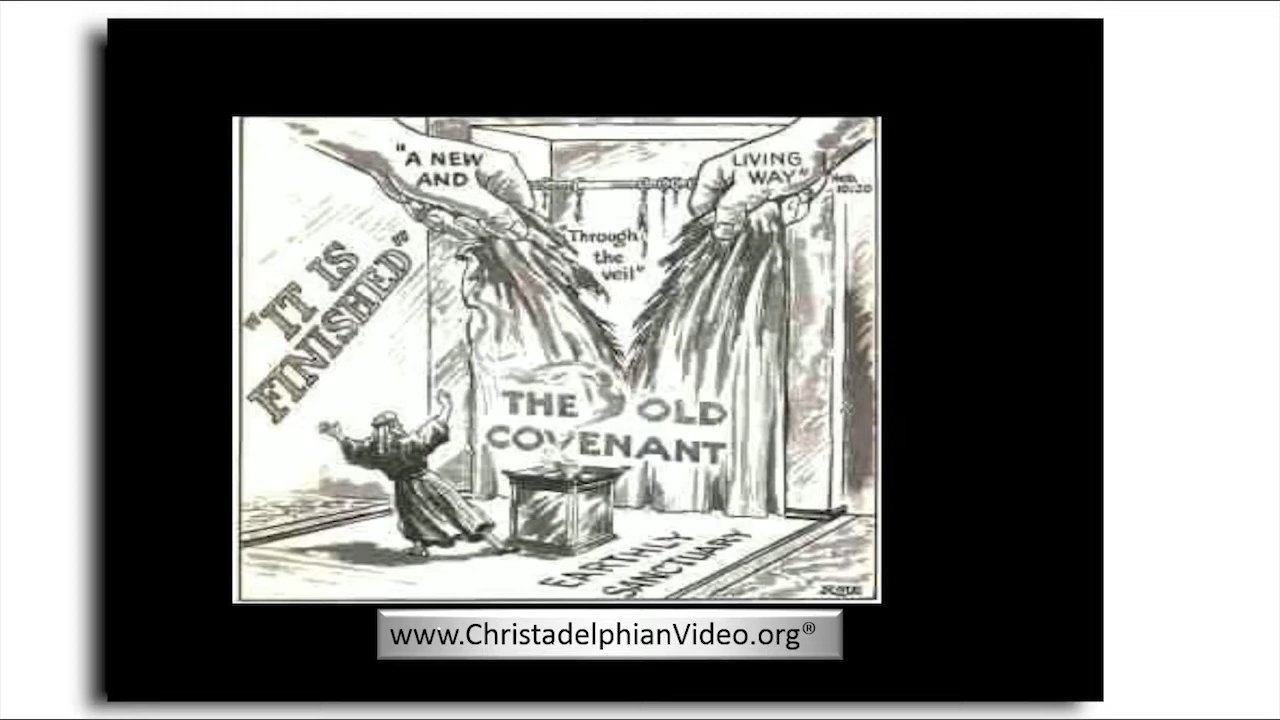 "A NEW
AND
LIVING
WAY"
10:20
"Through
the
veil"
"IT IS
FINISHED"
THE OLD
COVENANT
EARTHLY
SANCTUARY
www.ChristadelphianVideo.org®